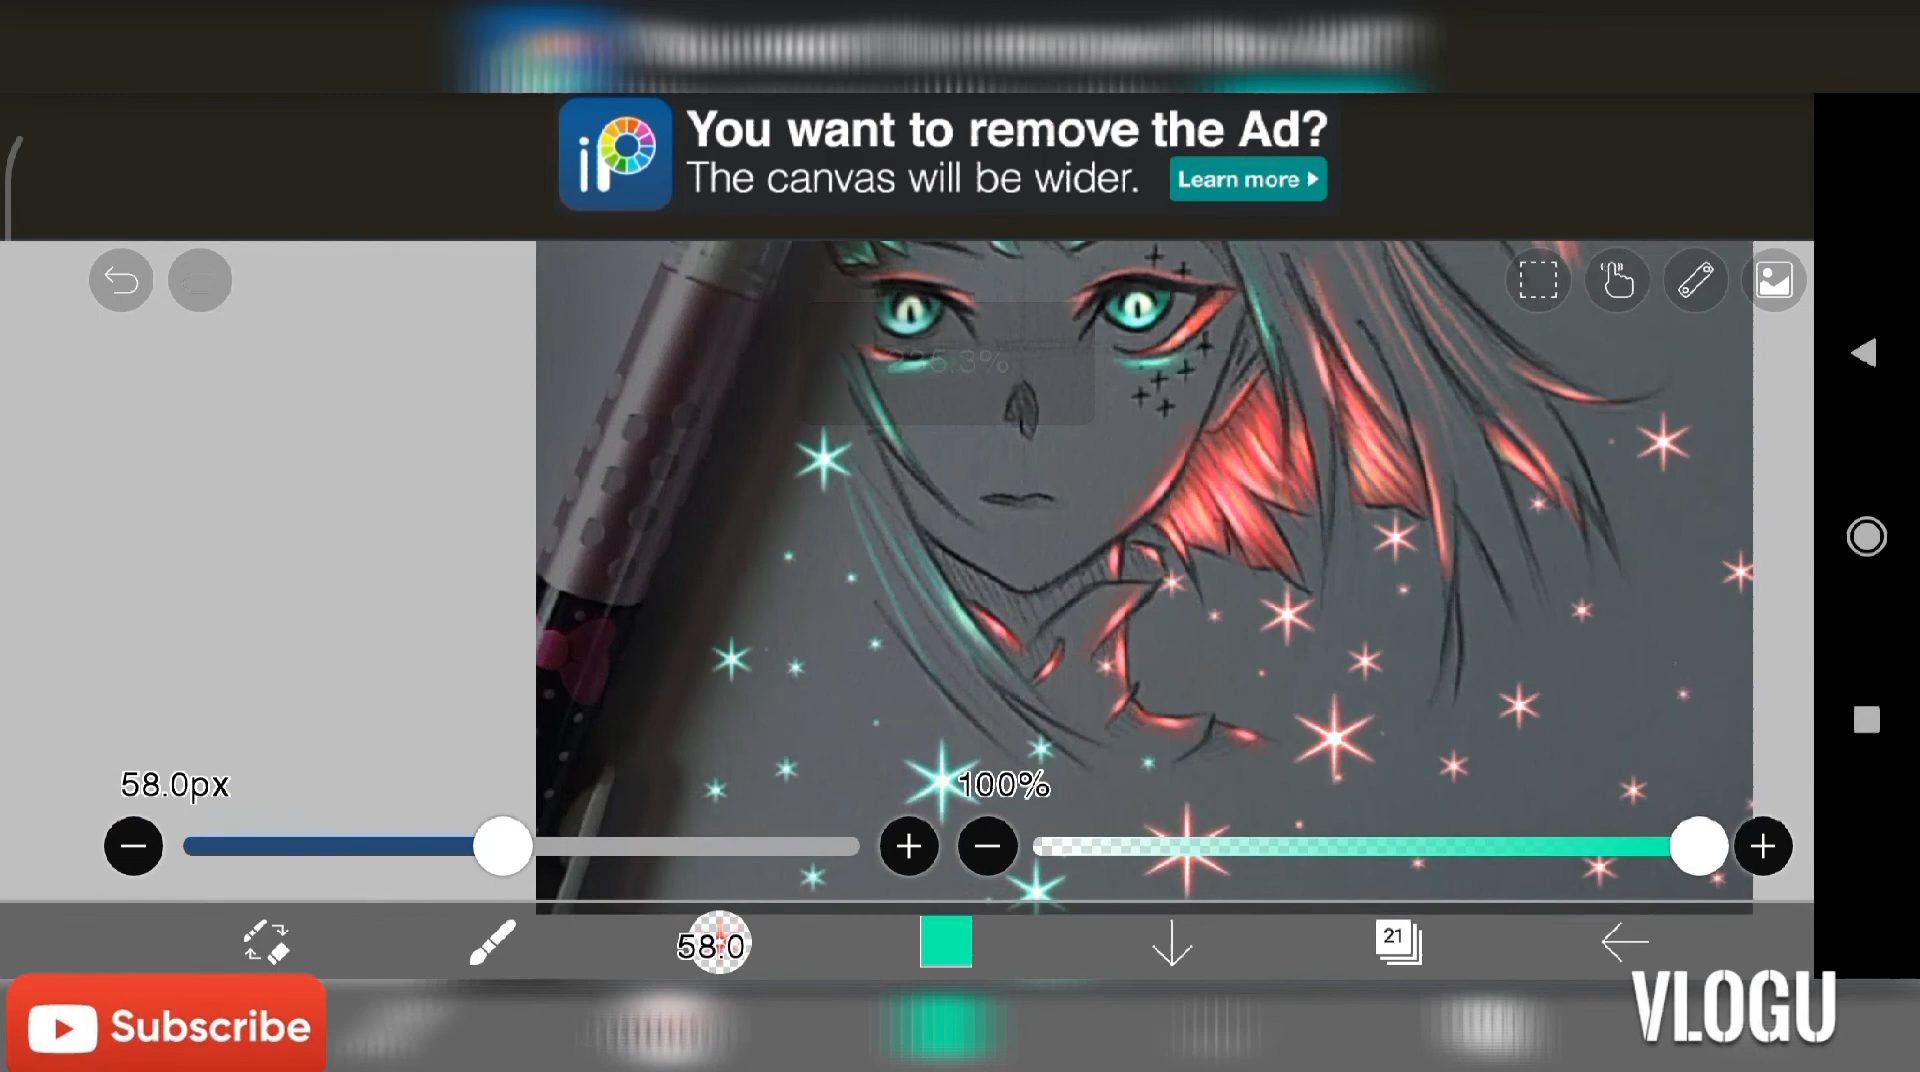 iP
You want to remove the Ad?
The canvas will be wider.
Learn more
58.0px
100%
58.0
21
Subscribe
VLOGU